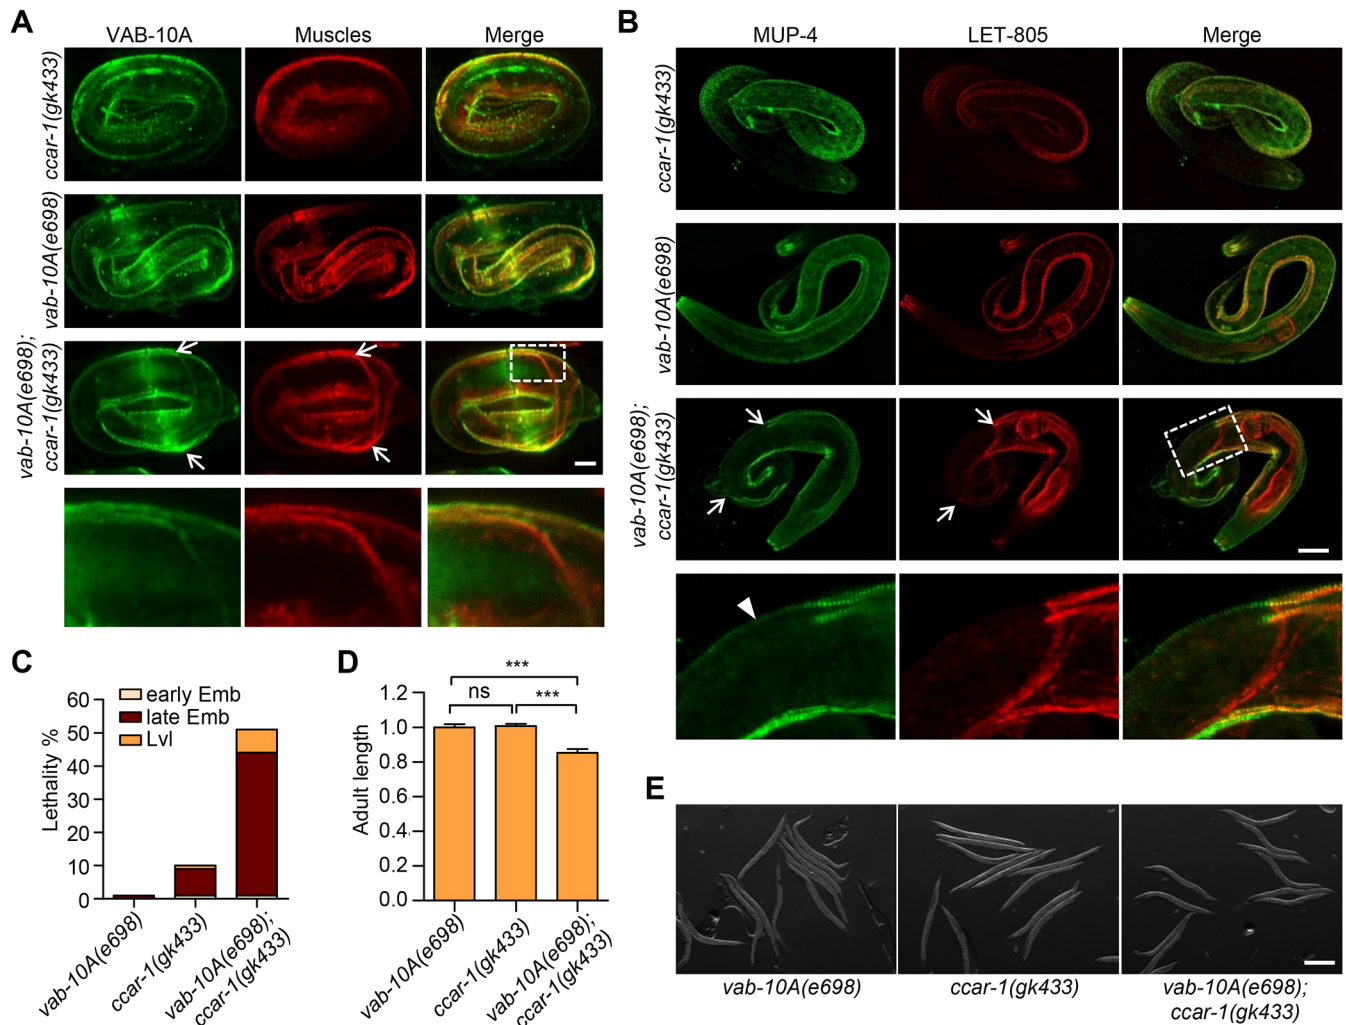 A
VAB-10A Muscles Merge
ccar-1(gk433)
vab-10A(e698)
vab-10A(e698);
ccar-1(gk433)
B
MUP-4 LET-805 Merge
ccar-1(gk433)
vab-10A(e698)
vab-10A(e698);
ccar-1(gk433)
C
early Emb
late Emb
Lvl
Lethality %
60
50
40
30
20
10
0
vab-10A(e698)
ccar-1(gk433)
vab-10A(e698);
ccar-1(gk433)
D
***
ns ***
Adult length
1.2
1.0
0.8
0.6
0.4
0.2
0.0
vab-10A(e698)
ccar-1(gk433)
vab-10A(e698);
ccar-1(gk433)
E
vab-10A(e698) ccar-1(gk433) vab-10A(e698);
ccar-1(gk433)